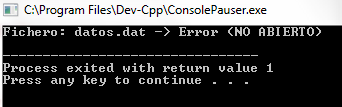 C:\Program Files\Dev-Cpp\ConsolePauser.exe
Fichero: datos.dat -> Error (NO ABIERTO)
--------------------------------
Process exited with return value 1
Press any key to continue . . .